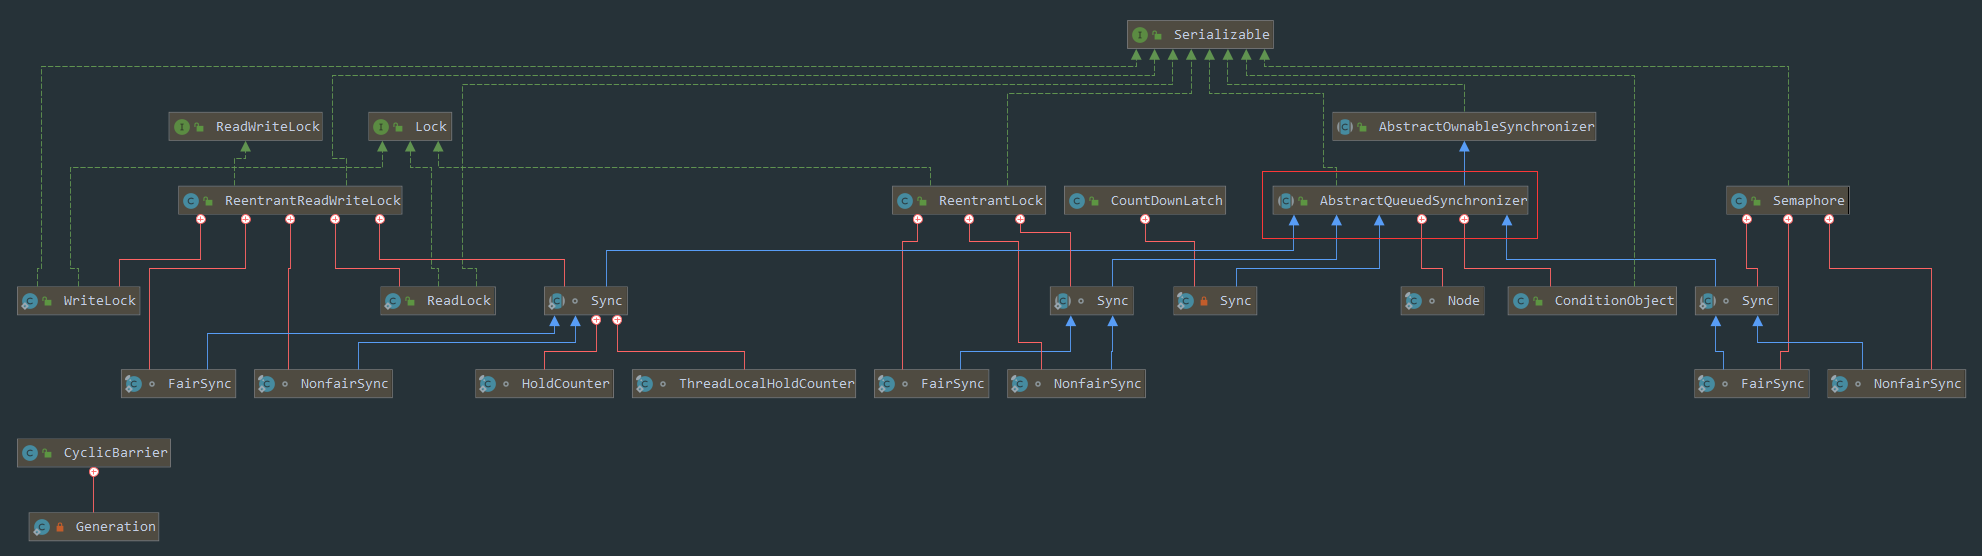 Serializable
ReadWriteLock
Lock
AbstractOwnableSynchronizer
ReentrantReadWriteLock
ReentrantLock
CountDownLatch
AbstractQueuedSynchronizer
Semaphore
WriteLock
ReadLock
Sync
Sync
Sync
Node
ConditionObject
Sync
FairSync
NonfairSync
HoldCounter
ThreadLocalHoldCounter
FairSync
NonfairSync
FairSync
NonfairSync
CyclicBarrier
Generation